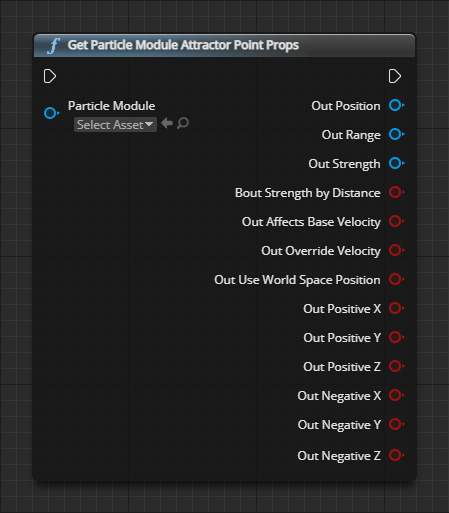 f Get Particle Module Attractor Point Props
Particle Module
Select Asset
Out Position
Out Range
Out Strength
Bout Strength by Distance
Out Affects Base Velocity
Out Override Velocity
Out Use World Space Position
Out Positive X
Out Positive Y
Out Positive Z
Out Negative X
Out Negative Y
Out Negative Z